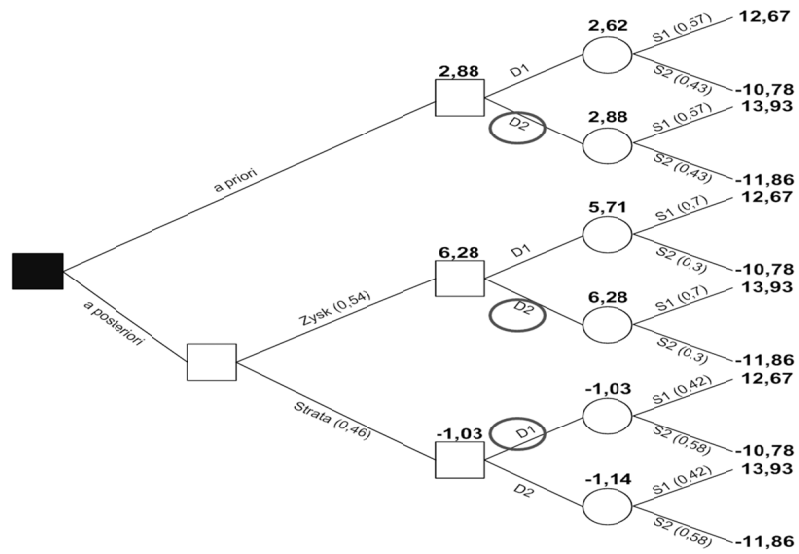 2,62
S1 (0,57)
12,67
S2 (0,43)
-10,78
2,88
D1
D2
2,88
S1 (0,57)
13,93
S2 (0,43)
-11,86
a priori
5,71
S1 (0,7)
12,67
S2 (0,3)
-10,78
6,28
D1
D2
6,28
S1 (0,7)
13,93
S2 (0,3)
-11,86
a posteriori
Zysk (0,54)
Strata (0,46)
-1,03
S1 (0,42)
12,67
S2 (0,58)
-10,78
-1,03
D1
D2
-1,14
S1 (0,42)
13,93
S2 (0,58)
-11,86